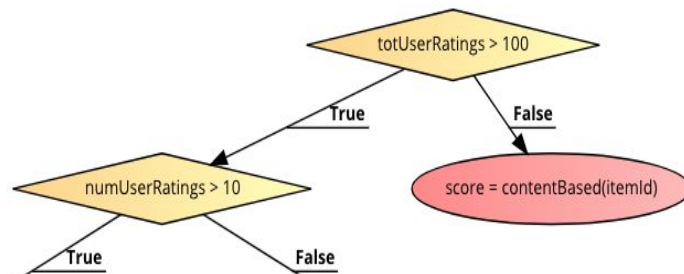 totUserRatings > 100
True
False
numUserRatings > 10
score = contentBased(itemId)
True
False